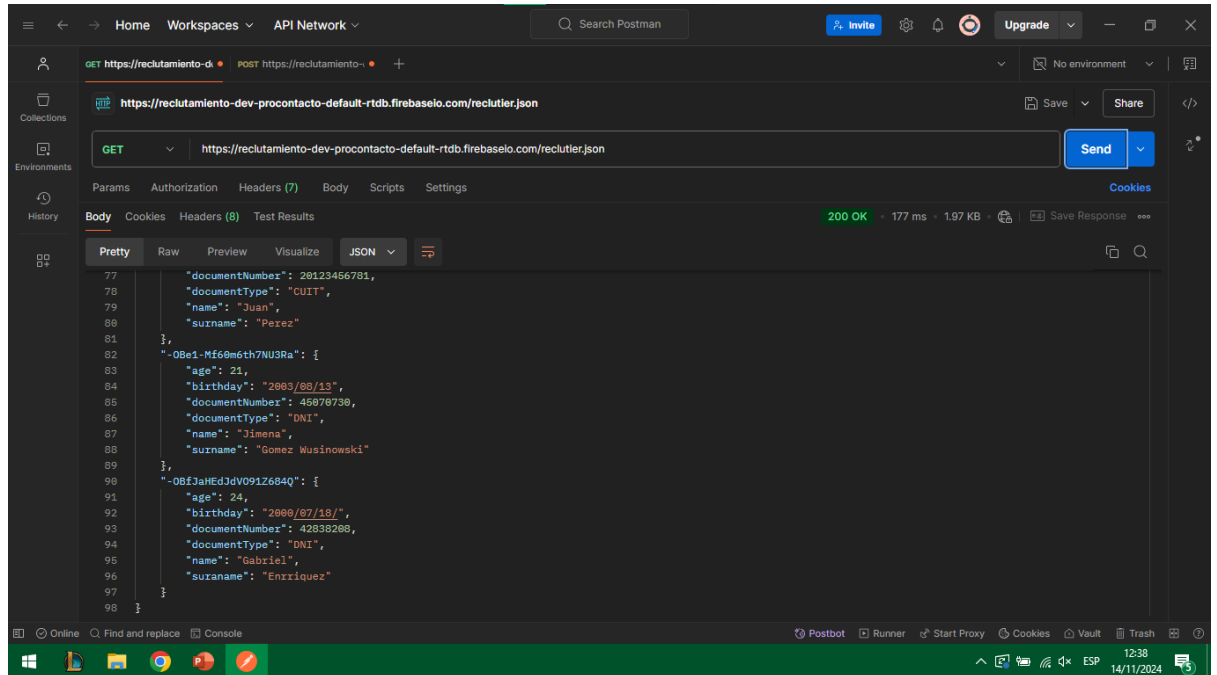 Home Workspaces API Network Search Postman Invite Upgrade
GET https://reclutamiento-de POST https://reclutamiento- No environment
HTTP https://reclutamiento-dev-procontacto-default-rtdb.firebaseio.com/reclutier.json Save Share
Collections
GET https://reclutamiento-dev-procontacto-default-rtdb.firebaseio.com/reclutier.json Send
Environments
Params Authorization Headers (7) Body Scripts Settings Cookies
History
Body Cookies Headers (8) Test Results 200 OK 177 ms 1.97 KB Save Response
Pretty Raw Preview Visualize JSON
77 "documentNumber": 20123456781,
78 "documentType": "CUIT",
79 "name": "Juan",
80 "surname": "Perez"
81 },
82 "-OBe1-Mf60m6th7NU3Ra": {
83 "age": 21,
84 "birthday": "2003/08/13",
85 "documentNumber": 45070730,
86 "documentType": "DNI",
87 "name": "Jimena",
88 "surname": "Gomez Wusinowski"
89 },
90 "-OBfJaHEdJdVO91Z684Q": {
91 "age": 24,
92 "birthday": "2000/07/18/",
93 "documentNumber": 42838208,
94 "documentType": "DNI",
95 "name": "Gabriel",
96 "suraname": "Enrriquez"
97 }
98 }
Online Find and replace Console Postbot Runner Start Proxy Cookies Vault Trash
ESP 12:38
14/11/2024 5